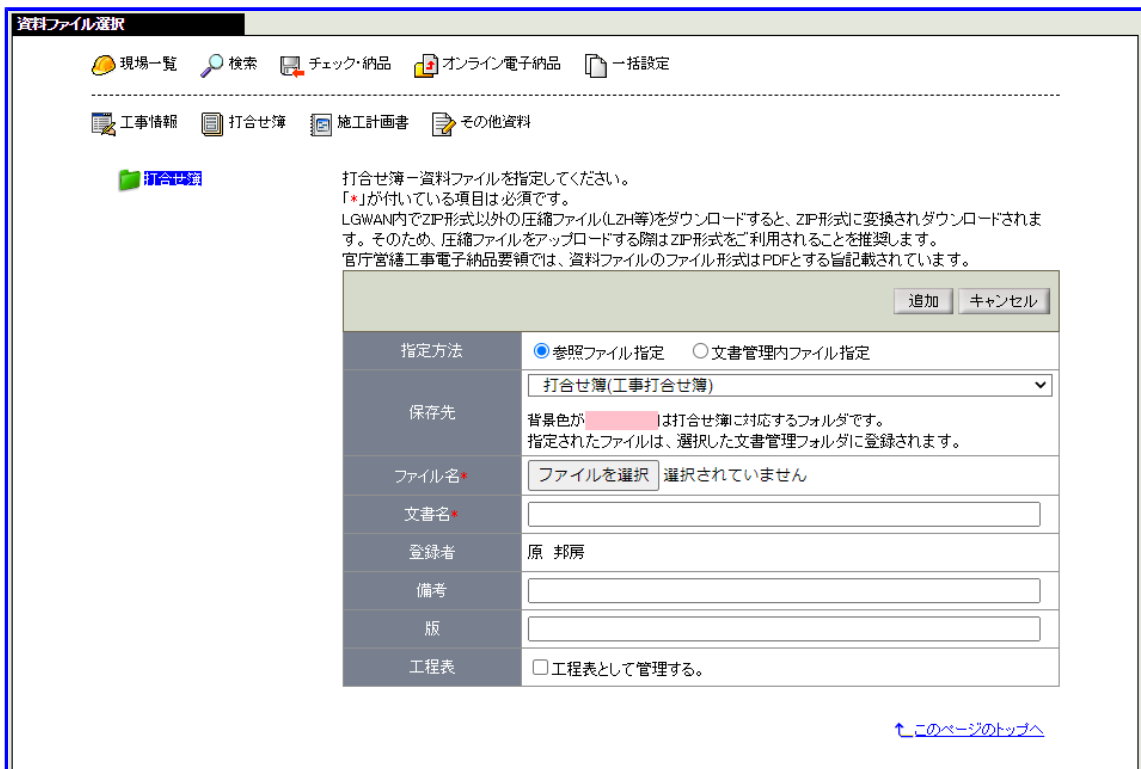 資料ファイル選択
現場一覧 検索 チェック・納品 オンライン電子納品 一括設定
工事情報 打合せ簿 施工計画書 その他資料
打合せ簿
打合せ簿－資料ファイルを指定してください。
「*」が付いている項目は必須です。
LGWAN内でZIP形式以外の圧縮ファイル(LZH等)をダウンロードすると、ZIP形式に変換されダウンロードされま
す。そのため、圧縮ファイルをアップロードする際はZIP形式をご利用されることを推奨します。
官庁営繕工事電子納品要領では、資料ファイルのファイル形式はPDFとする旨記載されています。
追加 キャンセル
指定方法 参照ファイル指定 文書管理内ファイル指定
保存先 打合せ簿(工事打合せ簿)
背景色が は打合せ簿に対応するフォルダです。
指定されたファイルは、選択した文書管理フォルダに登録されます。
ファイル名* ファイルを選択 選択されていません
文書名*
登録者 原 邦房
備考
版
工程表 工程表として管理する。
このページのトップへ